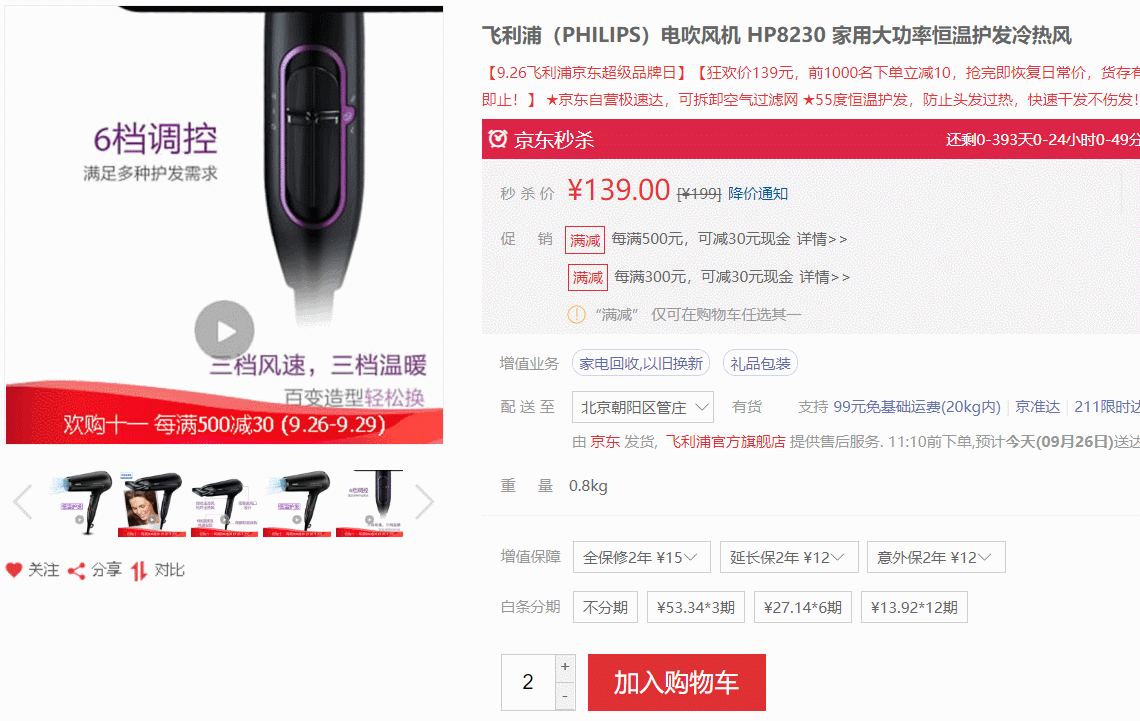 飞利浦（PHILIPS）电吹风机 HP8230 家用大功率恒温护发冷热风
【9.26飞利浦京东超级品牌日】【狂欢价139元，前1000名下单立减10，抢完即恢复日常价，货存有
即止！】★京东自营极速达，可拆卸空气过滤网 ★55度恒温护发，防止头发过热，快速干发不伤发！
京东秒杀 还剩0-393天0-24小时0-49分
秒杀价 ¥139.00 [¥199] 降价通知
促 销 满减 每满500元，可减30元现金 详情>>
满减 每满300元，可减30元现金 详情>>
“满减” 仅可在购物车任选其一
增值业务 家电回收,以旧换新 礼品包装
配送至 北京朝阳区管庄 有货 支持 99元免基础运费(20kg内) 京准达 211限时达
由 京东 发货, 飞利浦官方旗舰店 提供售后服务. 11:10前下单,预计今天(09月26日)送达
重 量 0.8kg
增值保障 全保修2年 ¥15 延长保2年 ¥12 意外保2年 ¥12
白条分期 不分期 ¥53.34*3期 ¥27.14*6期 ¥13.92*12期
2 + - 加入购物车
6档调控
满足多种护发需求
三档风速，三档温暖
百变造型轻松换
欢购十一 每满500减30 (9.26-9.29)
关注 分享 对比